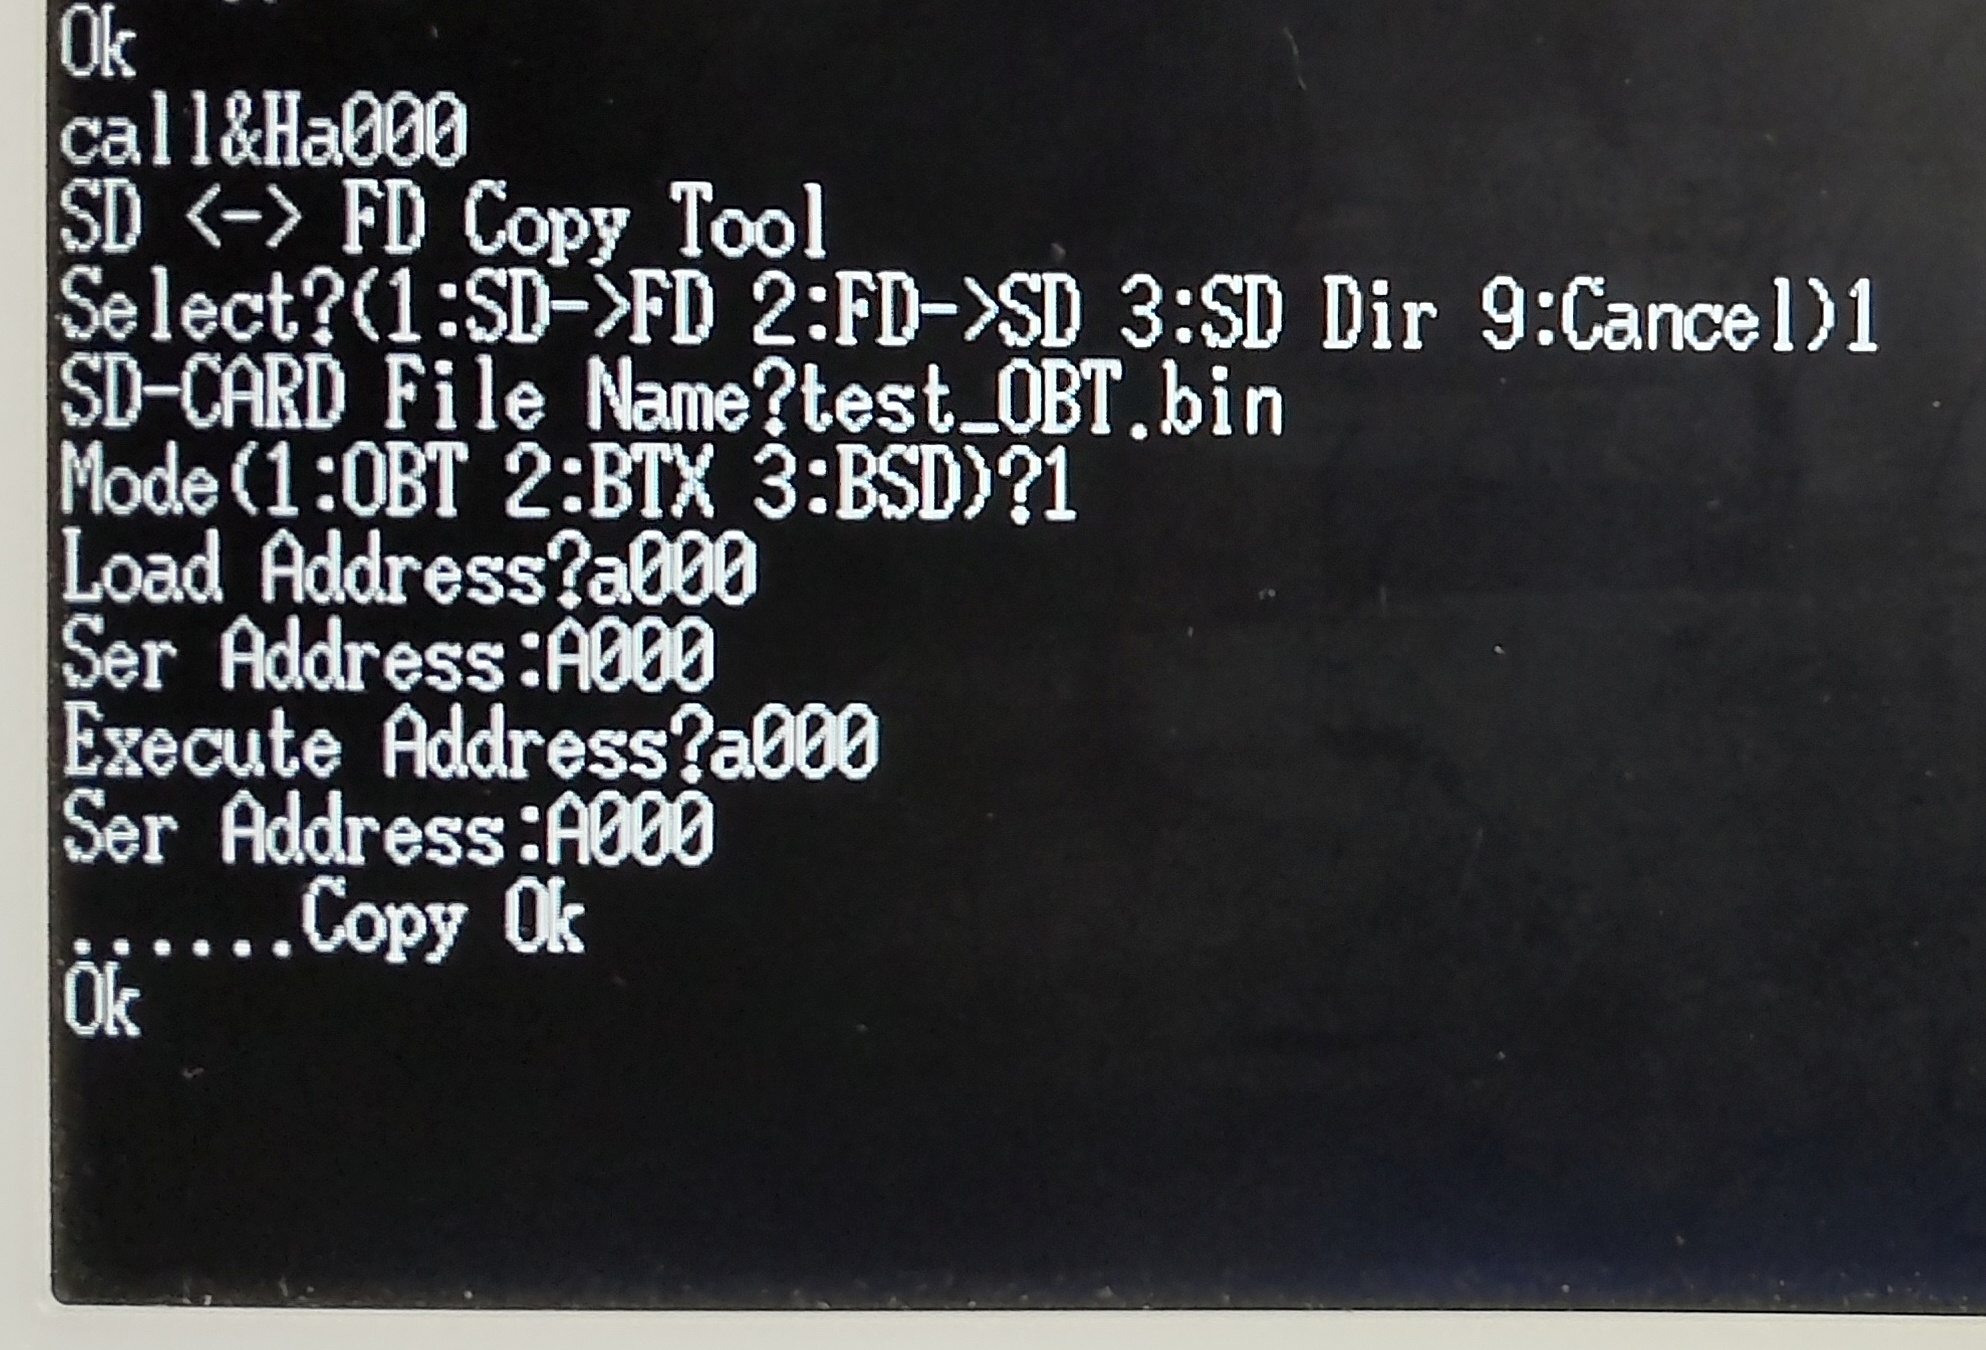 Ok
call&Ha000
SD <-> FD Copy Tool
Select?(1:SD->FD 2:FD->SD 3:SD Dir 9:Cancel)1
SD-CARD File Name?test_OBT.bin
Mode(1:OBT 2:BTX 3:BSD)?1
Load Address?a000
Ser Address:A000
Execute Address?a000
Ser Address:A000
......Copy Ok
Ok